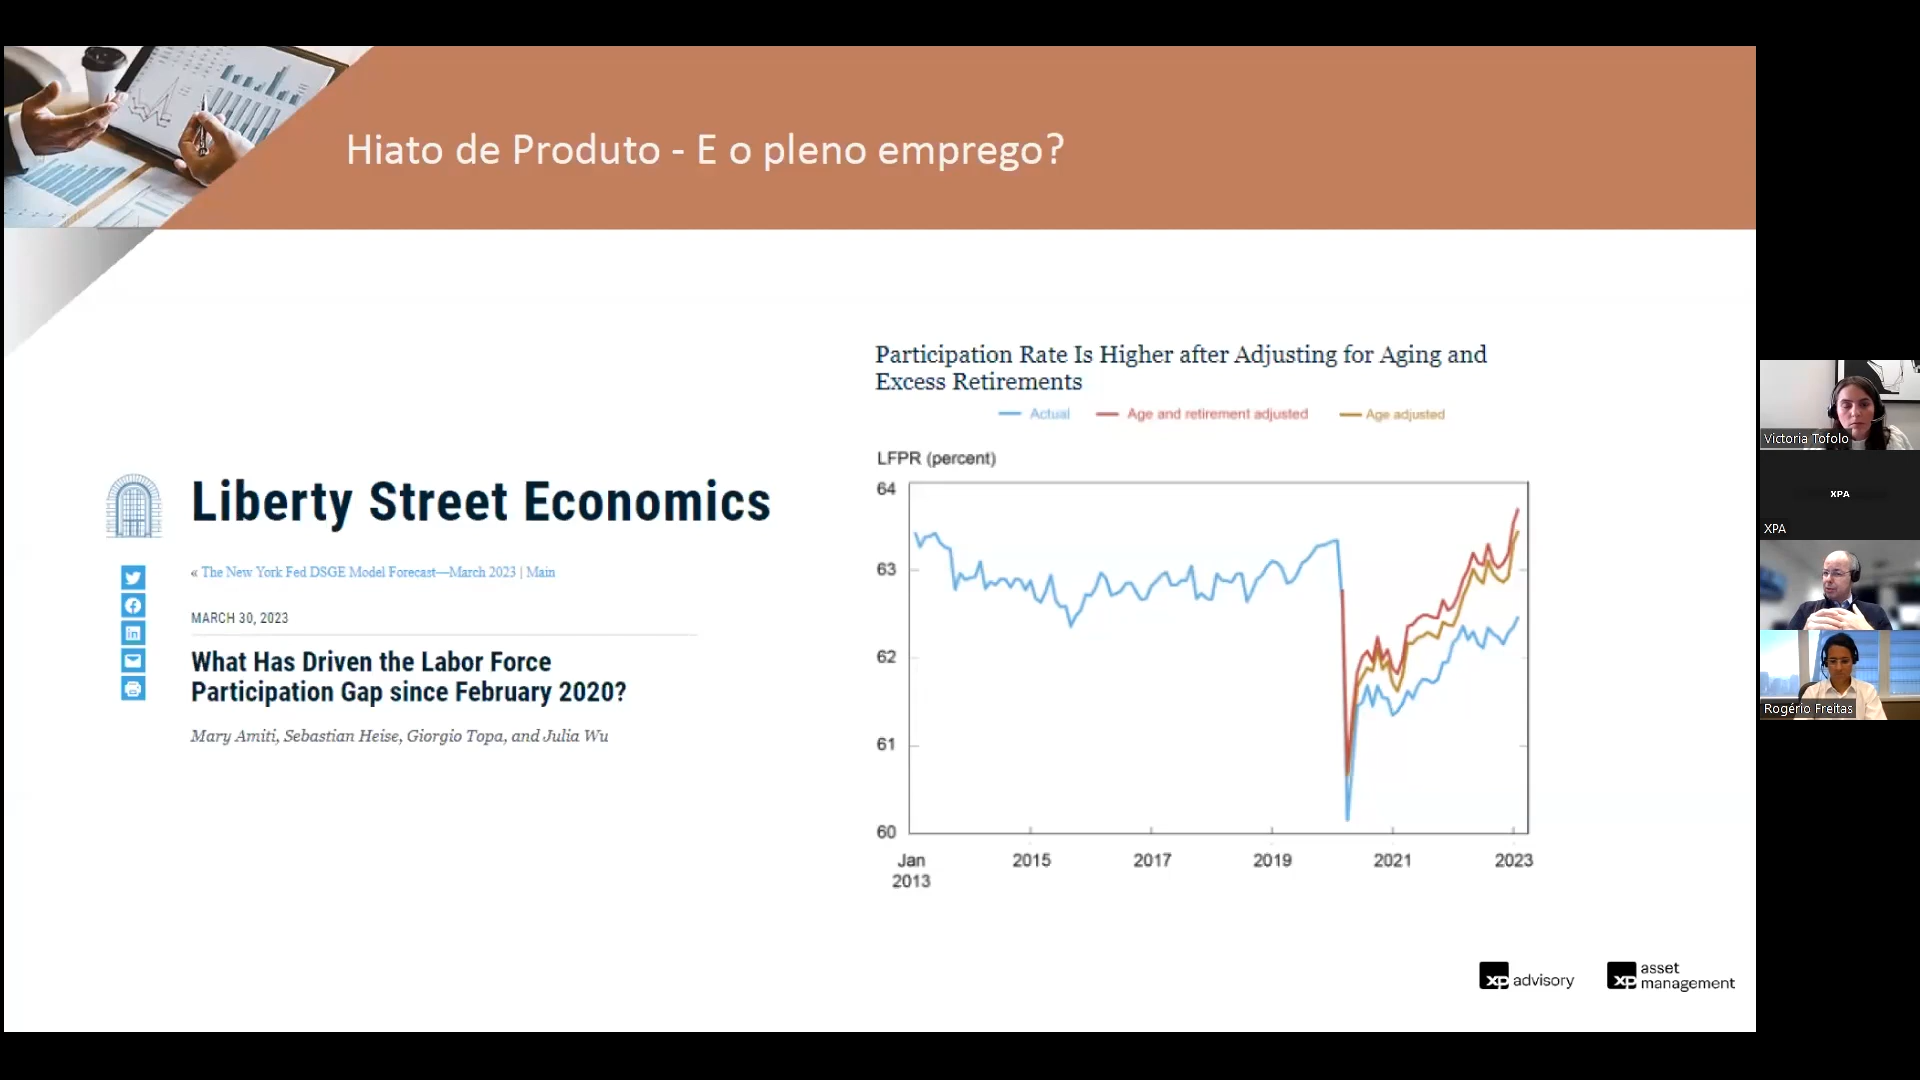 Hiato de Produto - E o pleno emprego?
Liberty Street Economics
« The New York Fed DSGE Model Forecast—March 2023 | Main
MARCH 30, 2023
What Has Driven the Labor Force
Participation Gap since February 2020?
Mary Amiti, Sebastian Heise, Giorgio Topa, and Julia Wu
Participation Rate Is Higher after Adjusting for Aging and
Excess Retirements
Actual Age and retirement adjusted Age adjusted
LFPR (percent)
64
63
62
61
60
Jan 2015 2017 2019 2021 2023
2013
xp advisory
xp asset
management
Victoria Tofolo
XPA
XPA
Rogério Freitas